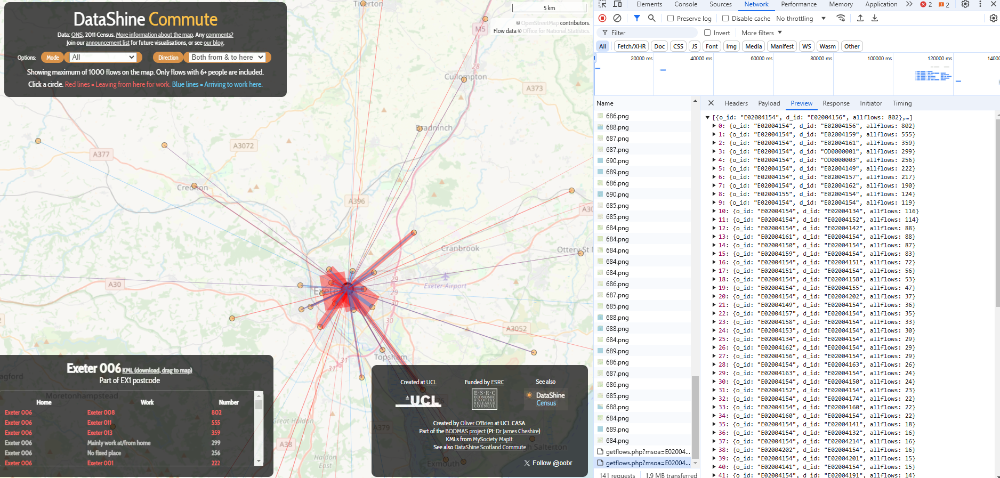 DataShine Commute
Data: ONS, 2011 Census. More information about the map. Any comments?
Join our announcement list for future visualisations, or see our blog.
Options: Mode All Direction Both from & to here
Showing maximum of 1000 flows on the map. Only flows with 6+ people are included.
Click a circle. Red lines = Leaving from here for work. Blue lines = Arriving to work here.
Tiverton
5 km
© OpenStreetMap contributors.
Flow data © Office for National Statistics.
M5
28
Cullompton
A373
Bradninch
A3072
A377
Crediton
A396
A30
Cranbrook
Ottery St M
A30
29
Exeter Airport
Exeter
29
30
30
A3052
Topsham
31
31
agford
Moretonhampstead
Great Haldon
A38
Haldon
East
A379
A376
Salterton
Exmouth
Exeter 006 KML (download, drag to map)
Part of EX1 postcode
Home Work Number
Exeter 006 Exeter 008 802
Exeter 006 Exeter 011 555
Exeter 006 Exeter 013 359
Exeter 006 Mainly work at/from home 299
Exeter 006 No fixed place 256
Exeter 006 Exeter 001 222
Created at UCL
Funded by ESRC
See also
UCL
E·S·R·C
ECONOMIC
& SOCIAL
RESEARCH
COUNCIL
DataShine
Census
Created by Oliver O'Brien at UCL CASA.
Part of the BODMAS project (PI: Dr James Cheshire)
KMLs from MySociety MapIt.
See also DataShine Scotland Commute
Follow @oobr
Elements Console Sources Network Performance Memory Application 2 2
Preserve log Disable cache No throttling
Filter Invert More filters
All Fetch/XHR Doc CSS JS Font Img Media Manifest WS Wasm Other
20000 ms 40000 ms 60000 ms 80000 ms 100000 ms 120000 ms 14000
Name
686.png
688.png
687.png
687.png
690.png
689.png
686.png
690.png
685.png
685.png
684.png
684.png
684.png
684.png
684.png
686.png
687.png
685.png
688.png
688.png
684.png
689.png
686.png
687.png
686.png
685.png
688.png
684.png
689.png
684.png
getflows.php?msoa=E02004...
getflows.php?msoa=E02004...
141 requests 1.9 MB transferred
Headers Payload Preview Response Initiator Timing
[{o_id: "E02004154", d_id: "E02004156", allflows: 802},…]
0: {o_id: "E02004154", d_id: "E02004156", allflows: 802}
1: {o_id: "E02004154", d_id: "E02004159", allflows: 555}
2: {o_id: "E02004154", d_id: "E02004161", allflows: 359}
3: {o_id: "E02004154", d_id: "OD0000001", allflows: 299}
4: {o_id: "E02004154", d_id: "OD0000003", allflows: 256}
5: {o_id: "E02004154", d_id: "E02004149", allflows: 222}
6: {o_id: "E02004154", d_id: "E02004157", allflows: 217}
7: {o_id: "E02004154", d_id: "E02004162", allflows: 190}
8: {o_id: "E02004155", d_id: "E02004154", allflows: 124}
9: {o_id: "E02004154", d_id: "E02004154", allflows: 119}
10: {o_id: "E02004154", d_id: "E02004134", allflows: 116}
11: {o_id: "E02004154", d_id: "E02004152", allflows: 114}
12: {o_id: "E02004154", d_id: "E02004142", allflows: 88}
13: {o_id: "E02004161", d_id: "E02004154", allflows: 88}
14: {o_id: "E02004150", d_id: "E02004154", allflows: 87}
15: {o_id: "E02004159", d_id: "E02004154", allflows: 83}
16: {o_id: "E02004154", d_id: "E02004151", allflows: 72}
17: {o_id: "E02004151", d_id: "E02004154", allflows: 56}
18: {o_id: "E02004154", d_id: "E02004158", allflows: 53}
19: {o_id: "E02004154", d_id: "E02004155", allflows: 47}
20: {o_id: "E02004154", d_id: "E02004202", allflows: 37}
21: {o_id: "E02004149", d_id: "E02004154", allflows: 36}
22: {o_id: "E02004157", d_id: "E02004154", allflows: 35}
23: {o_id: "E02004158", d_id: "E02004154", allflows: 33}
24: {o_id: "E02004153", d_id: "E02004154", allflows: 30}
25: {o_id: "E02004134", d_id: "E02004154", allflows: 29}
26: {o_id: "E02004162", d_id: "E02004154", allflows: 29}
27: {o_id: "E02004156", d_id: "E02004154", allflows: 29}
28: {o_id: "E02004154", d_id: "E02004163", allflows: 26}
29: {o_id: "E02004163", d_id: "E02004154", allflows: 24}
30: {o_id: "E02004154", d_id: "E02004150", allflows: 24}
31: {o_id: "E02004152", d_id: "E02004154", allflows: 23}
32: {o_id: "E02004154", d_id: "E02004174", allflows: 22}
33: {o_id: "E02004154", d_id: "E02004160", allflows: 22}
34: {o_id: "E02004160", d_id: "E02004154", allflows: 22}
35: {o_id: "E02004154", d_id: "E02004141", allflows: 18}
36: {o_id: "E02004154", d_id: "E02004132", allflows: 16}
37: {o_id: "E02004154", d_id: "E02004214", allflows: 16}
38: {o_id: "E02004202", d_id: "E02004154", allflows: 16}
39: {o_id: "E02004154", d_id: "E02004201", allflows: 15}
40: {o_id: "E02004141", d_id: "E02004154", allflows: 15}
41: {o_id: "E02004154", d_id: "E02004191", allflows: 14}